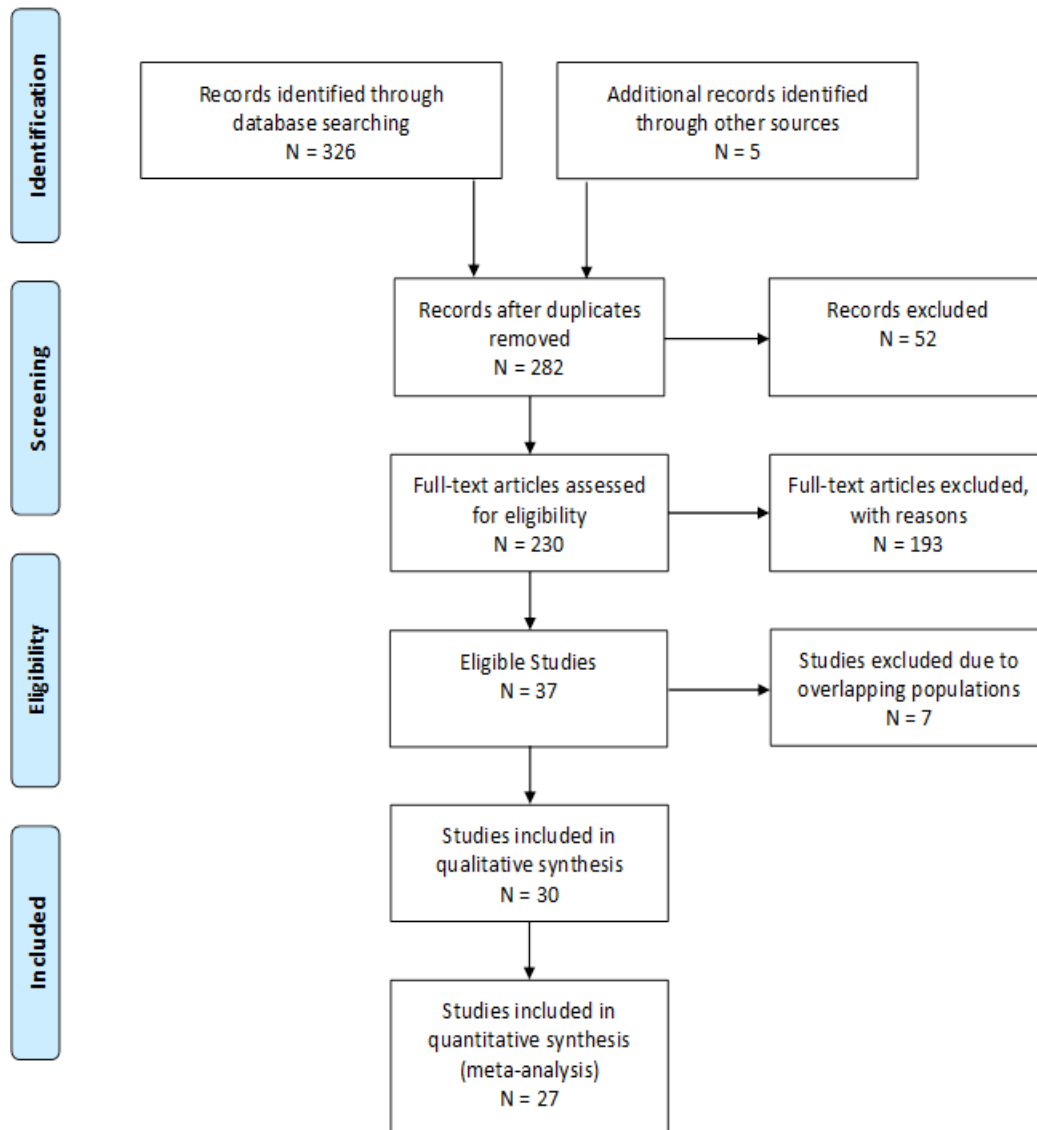 Identification
Records identified through
database searching
N = 326
Additional records identified
through other sources
N = 5
Screening
Records after duplicates
removed
N = 282
Records excluded
N = 52
Full-text articles assessed
for eligibility
N = 230
Full-text articles excluded,
with reasons
N = 193
Eligibility
Eligible Studies
N = 37
Studies excluded due to
overlapping populations
N = 7
Included
Studies included in
qualitative synthesis
N = 30
Studies included in
quantitative synthesis
(meta-analysis)
N = 27